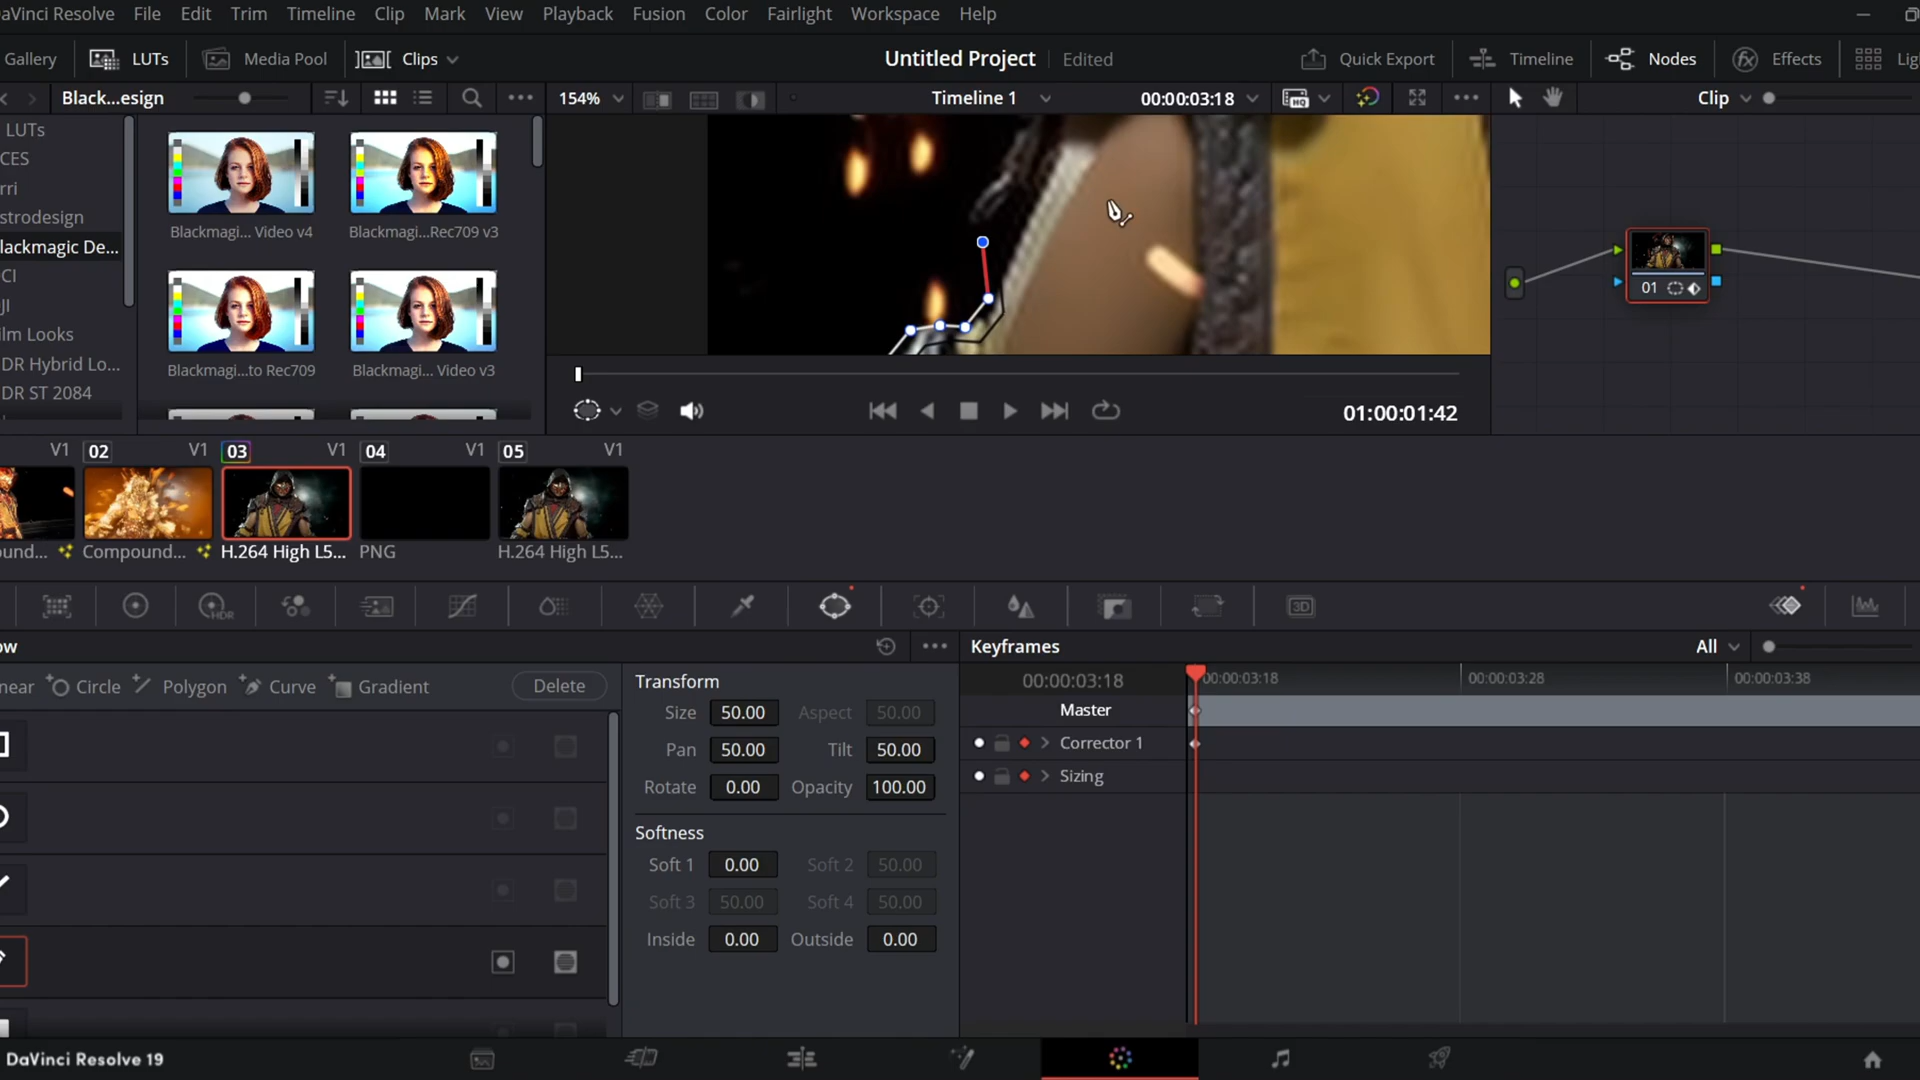 aVinci Resolve File Edit Trim Timeline Clip Mark View Playback Fusion Color Fairlight Workspace Help
Gallery LUTs Media Pool Clips Untitled Project Edited Quick Export Timeline Nodes Effects Lig
Black...esign 154% Timeline 1 00:00:03:18 HQ Clip
LUTs
CES
rri
strodesign
lackmagic De...
CI
JI
ilm Looks
DR Hybrid Lo...
DR ST 2084
Blackmagi... Video v4 Blackmagi...Rec709 v3
Blackmagi...to Rec709 Blackmagi... Video v3
01
01:00:01:42
V1 02 V1 03 V1 04 V1 05 V1
ound... Compound... H.264 High L5... PNG H.264 High L5...
HDR 3D
ow
near Circle Polygon Curve Gradient Delete
Transform
Size 50.00 Aspect 50.00
Pan 50.00 Tilt 50.00
Rotate 0.00 Opacity 100.00
Softness
Soft 1 0.00 Soft 2 50.00
Soft 3 50.00 Soft 4 50.00
Inside 0.00 Outside 0.00
Keyframes All
00:00:03:18 00:00:03:18 00:00:03:28 00:00:03:38
Master
Corrector 1
Sizing
DaVinci Resolve 19